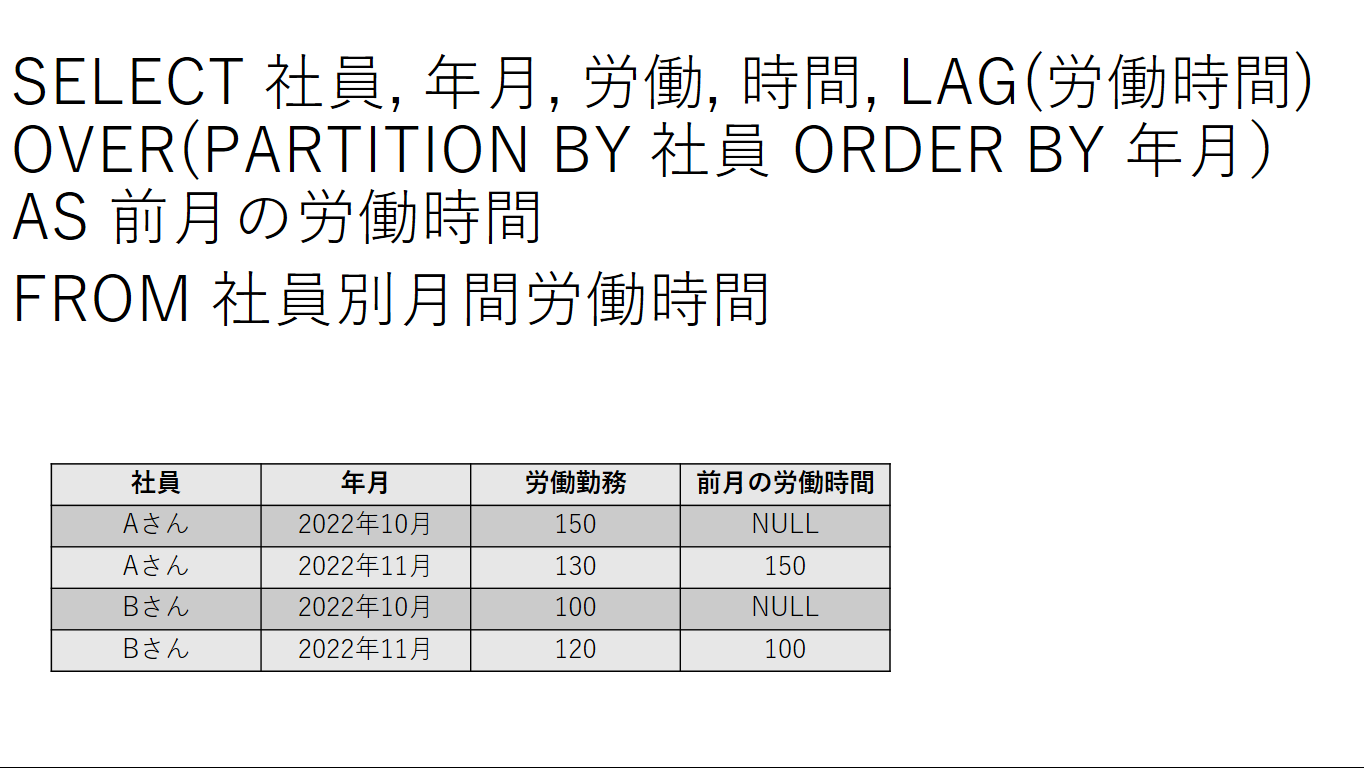 SELECT 社員, 年月, 労働, 時間, LAG(労働時間)
OVER(PARTITION BY 社員 ORDER BY 年月）
AS 前月の労働時間
FROM 社員別月間労働時間
社員 年月 労働勤務 前月の労働時間
Aさん 2022年10月 150 NULL
Aさん 2022年11月 130 150
Bさん 2022年10月 100 NULL
Bさん 2022年11月 120 100